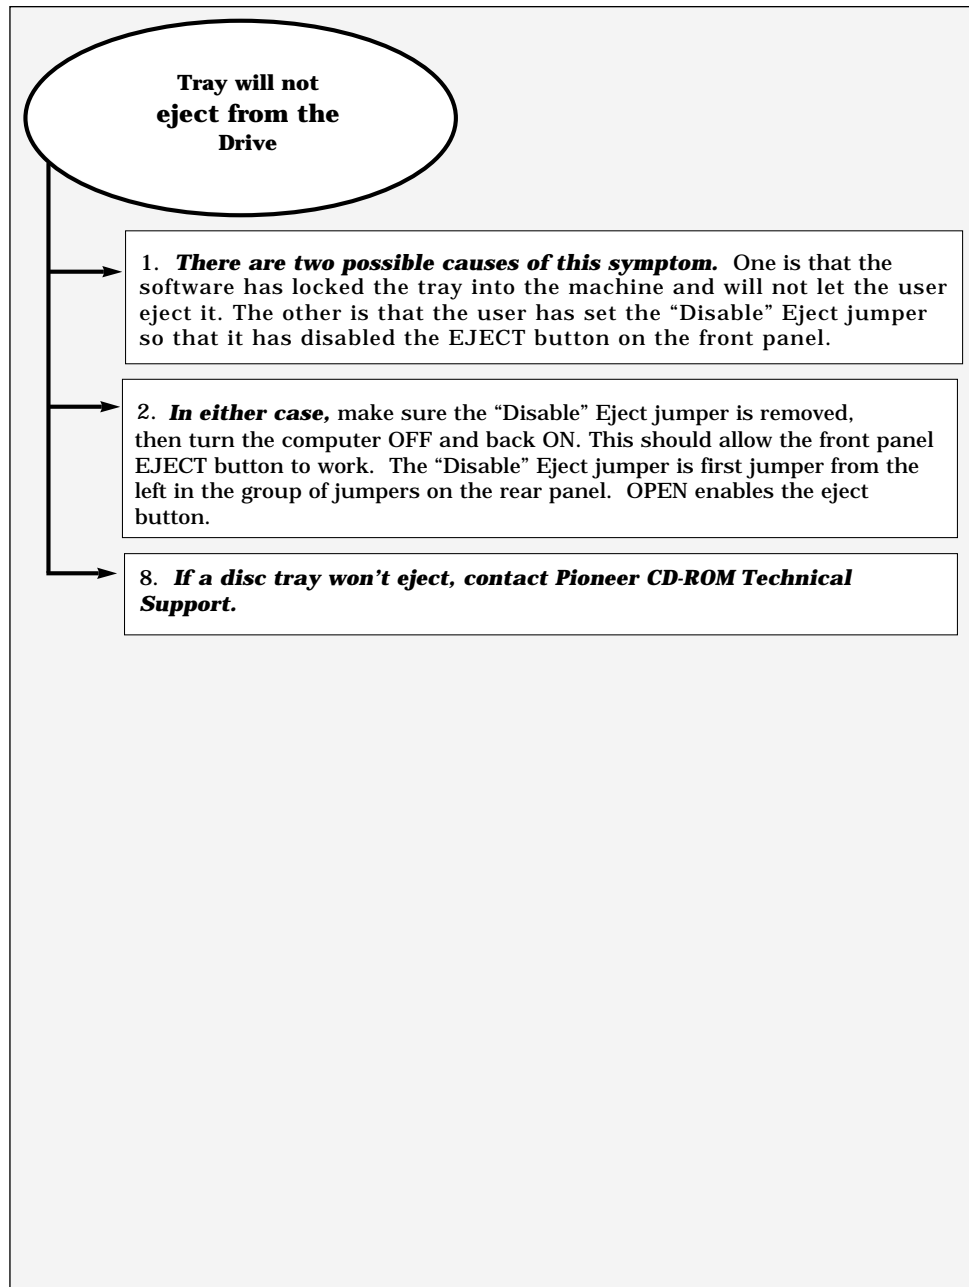 Tray will not
eject from the
Drive
1. There are two possible causes of this symptom. One is that the
software has locked the tray into the machine and will not let the user
eject it. The other is that the user has set the “Disable” Eject jumper
so that it has disabled the EJECT button on the front panel.
2. In either case, make sure the “Disable” Eject jumper is removed,
then turn the computer OFF and back ON. This should allow the front panel
EJECT button to work. The “Disable” Eject jumper is first jumper from the
left in the group of jumpers on the rear panel. OPEN enables the eject
button.
8. If a disc tray won’t eject, contact Pioneer CD-ROM Technical
Support.